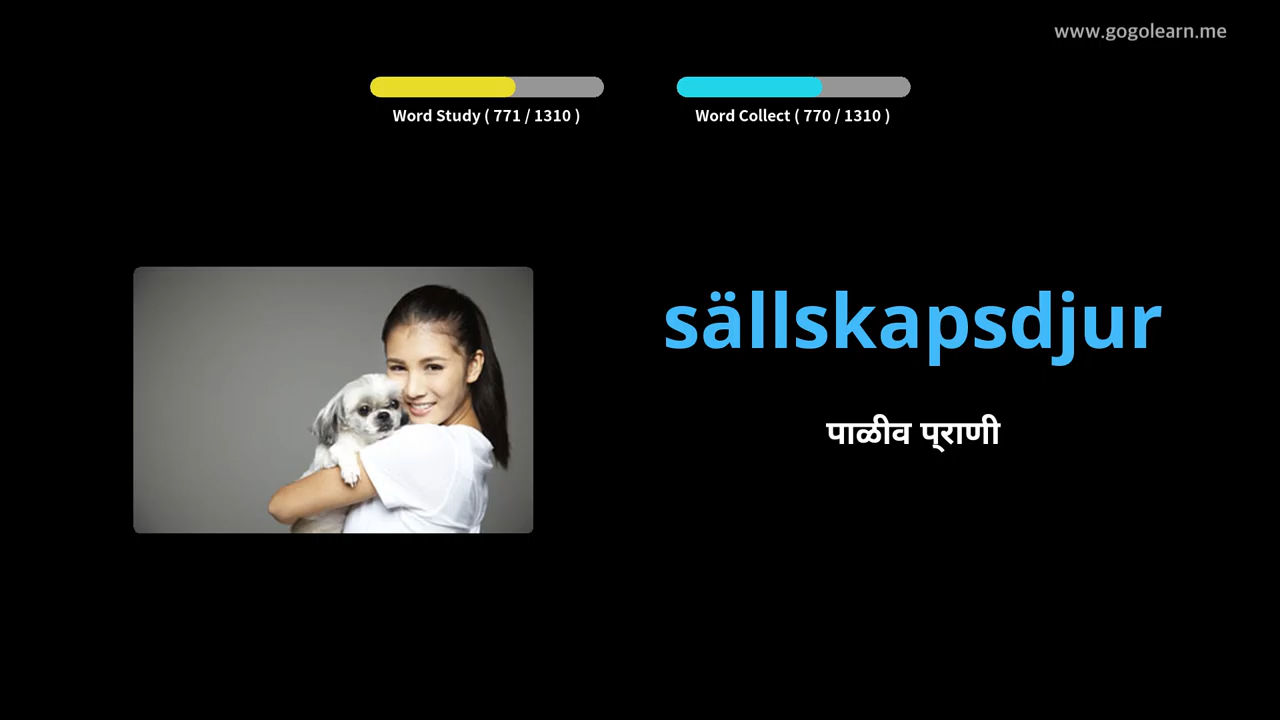 www.gogolearn.me
Word Study ( 771 / 1310 )
Word Collect ( 770 / 1310 )
sällskapsdjur
पाळीव प्राणी